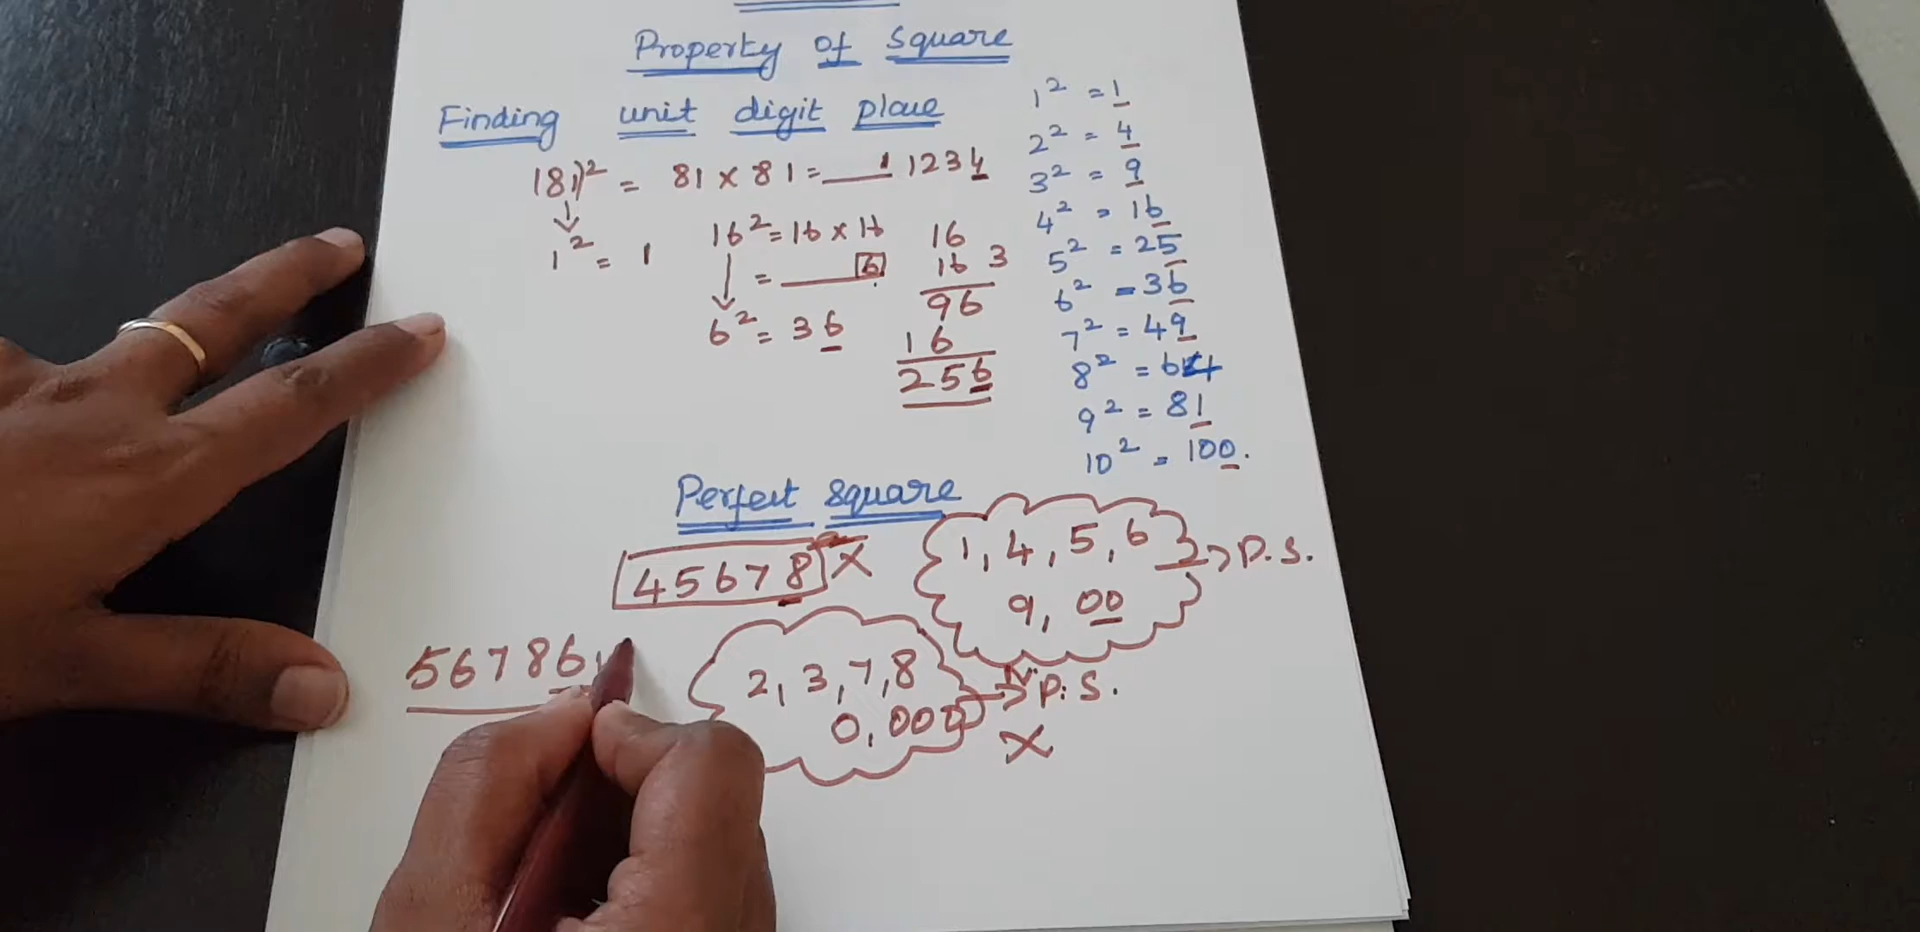 Property of Square
Finding unit digit place
(81)² = 81 × 81 = ___1 1234
1² = 1
16² = 16 × 16
= ___6
6² = 36
16
16 3
96
16
256
1² = 1
2² = 4
3² = 9
4² = 16
5² = 25
6² = 36
7² = 49
8² = 64
9² = 81
10² = 100.
Perfect square
45678 X
1, 4, 5, 6
9, 00
P.S.
56786
2, 3, 7, 8
0, 000
N. P.S.
X